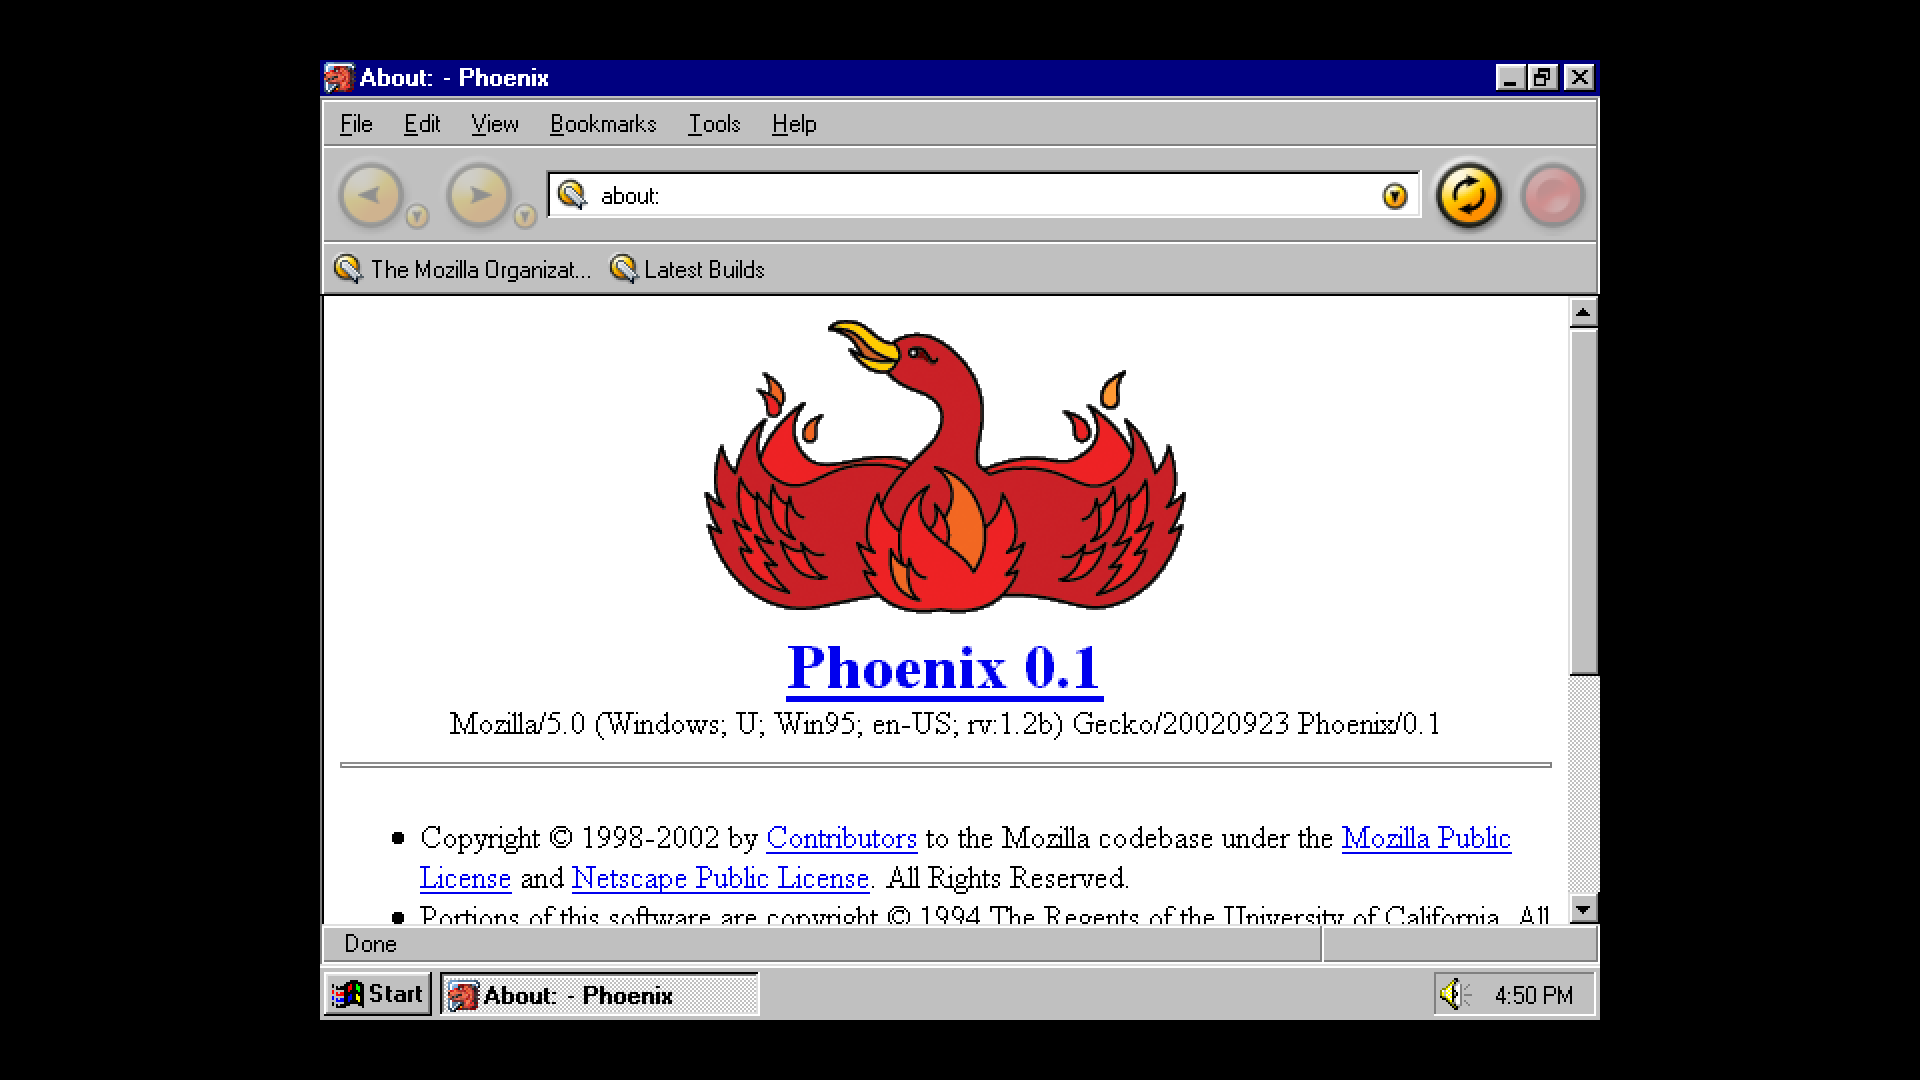 About: - Phoenix
File Edit View Bookmarks Tools Help
about:
The Mozilla Organizat... Latest Builds
Phoenix 0.1
Mozilla/5.0 (Windows; U; Win95; en-US; rv:1.2b) Gecko/20020923 Phoenix/0.1
• Copyright © 1998-2002 by Contributors to the Mozilla codebase under the Mozilla Public
License and Netscape Public License. All Rights Reserved.
• Portions of this software are copyright © 1994 The Regents of the University of California. All
Done
Start About: - Phoenix 4:50 PM